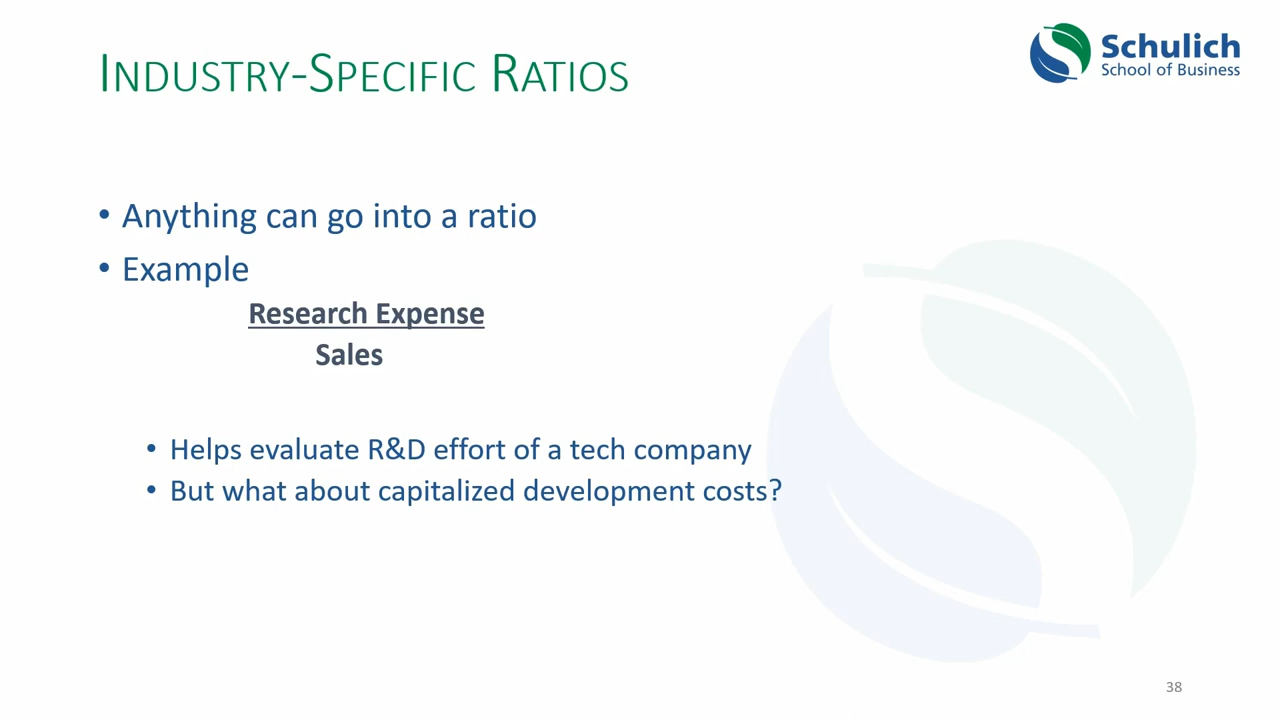 INDUSTRY-SPECIFIC RATIOS
Schulich
School of Business
• Anything can go into a ratio
• Example
Research Expense
Sales
• Helps evaluate R&D effort of a tech company
• But what about capitalized development costs?
38